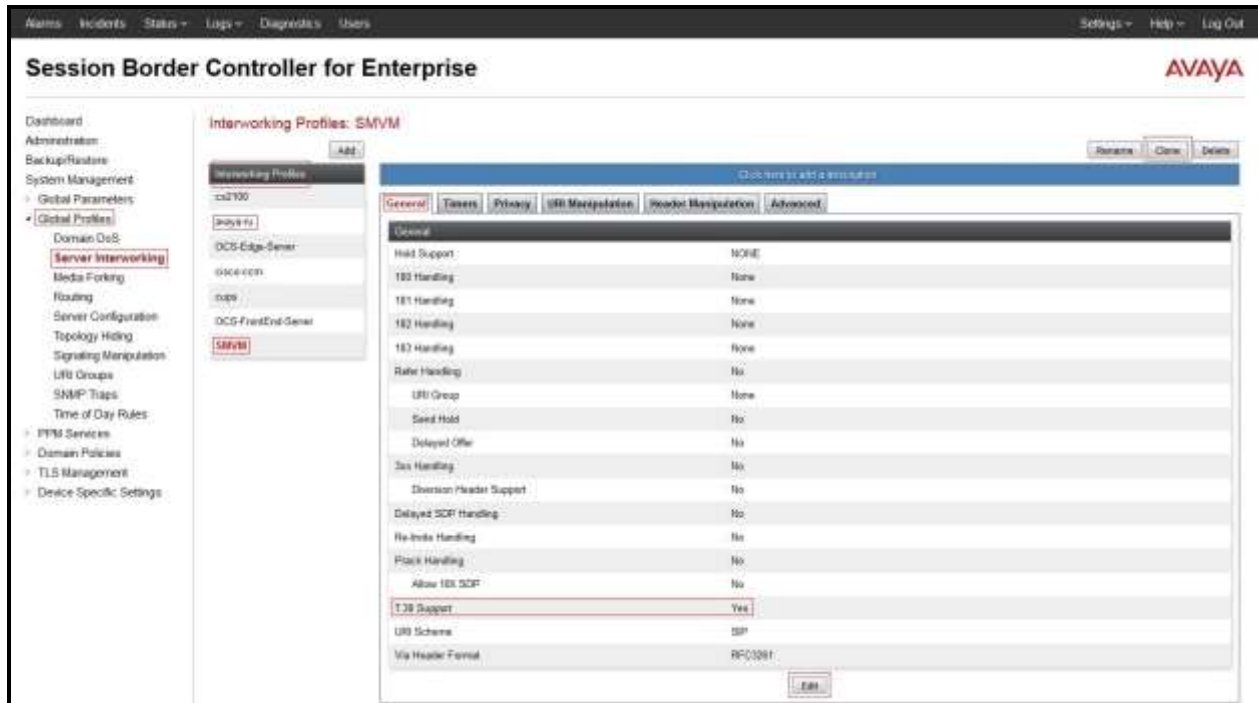 Alarms Incidents Status Logs Diagnostics Users Settings Help Log Out
Session Border Controller for Enterprise
AVAYA
Dashboard
Administration
Backup/Restore
System Management
Global Parameters
Global Profiles
Domain DoS
Server Interworking
Media Forking
Routing
Server Configuration
Topology Hiding
Signaling Manipulation
URI Groups
SNMP Traps
Time of Day Rules
PPM Services
Domain Policies
TLS Management
Device Specific Settings
Interworking Profiles: SMVM
Add
Rename Clone Delete
Interworking Profiles
cs2100
avaya-ru
OCS-Edge-Server
cisco-ccm
cups
OCS-FrontEnd-Server
SMVM
Click here to add a description
General Timers Privacy URI Manipulation Header Manipulation Advanced
General
Hold Support NONE
180 Handling None
181 Handling None
182 Handling None
183 Handling None
Refer Handling No
URI Group None
Send Hold No
Delayed Offer No
3xx Handling No
Diversion Header Support No
Delayed SDP Handling No
Re-Invite Handling No
Prack Handling No
Allow 18X SDP No
T.38 Support Yes
URI Scheme SIP
Via Header Format RFC3261
Edit